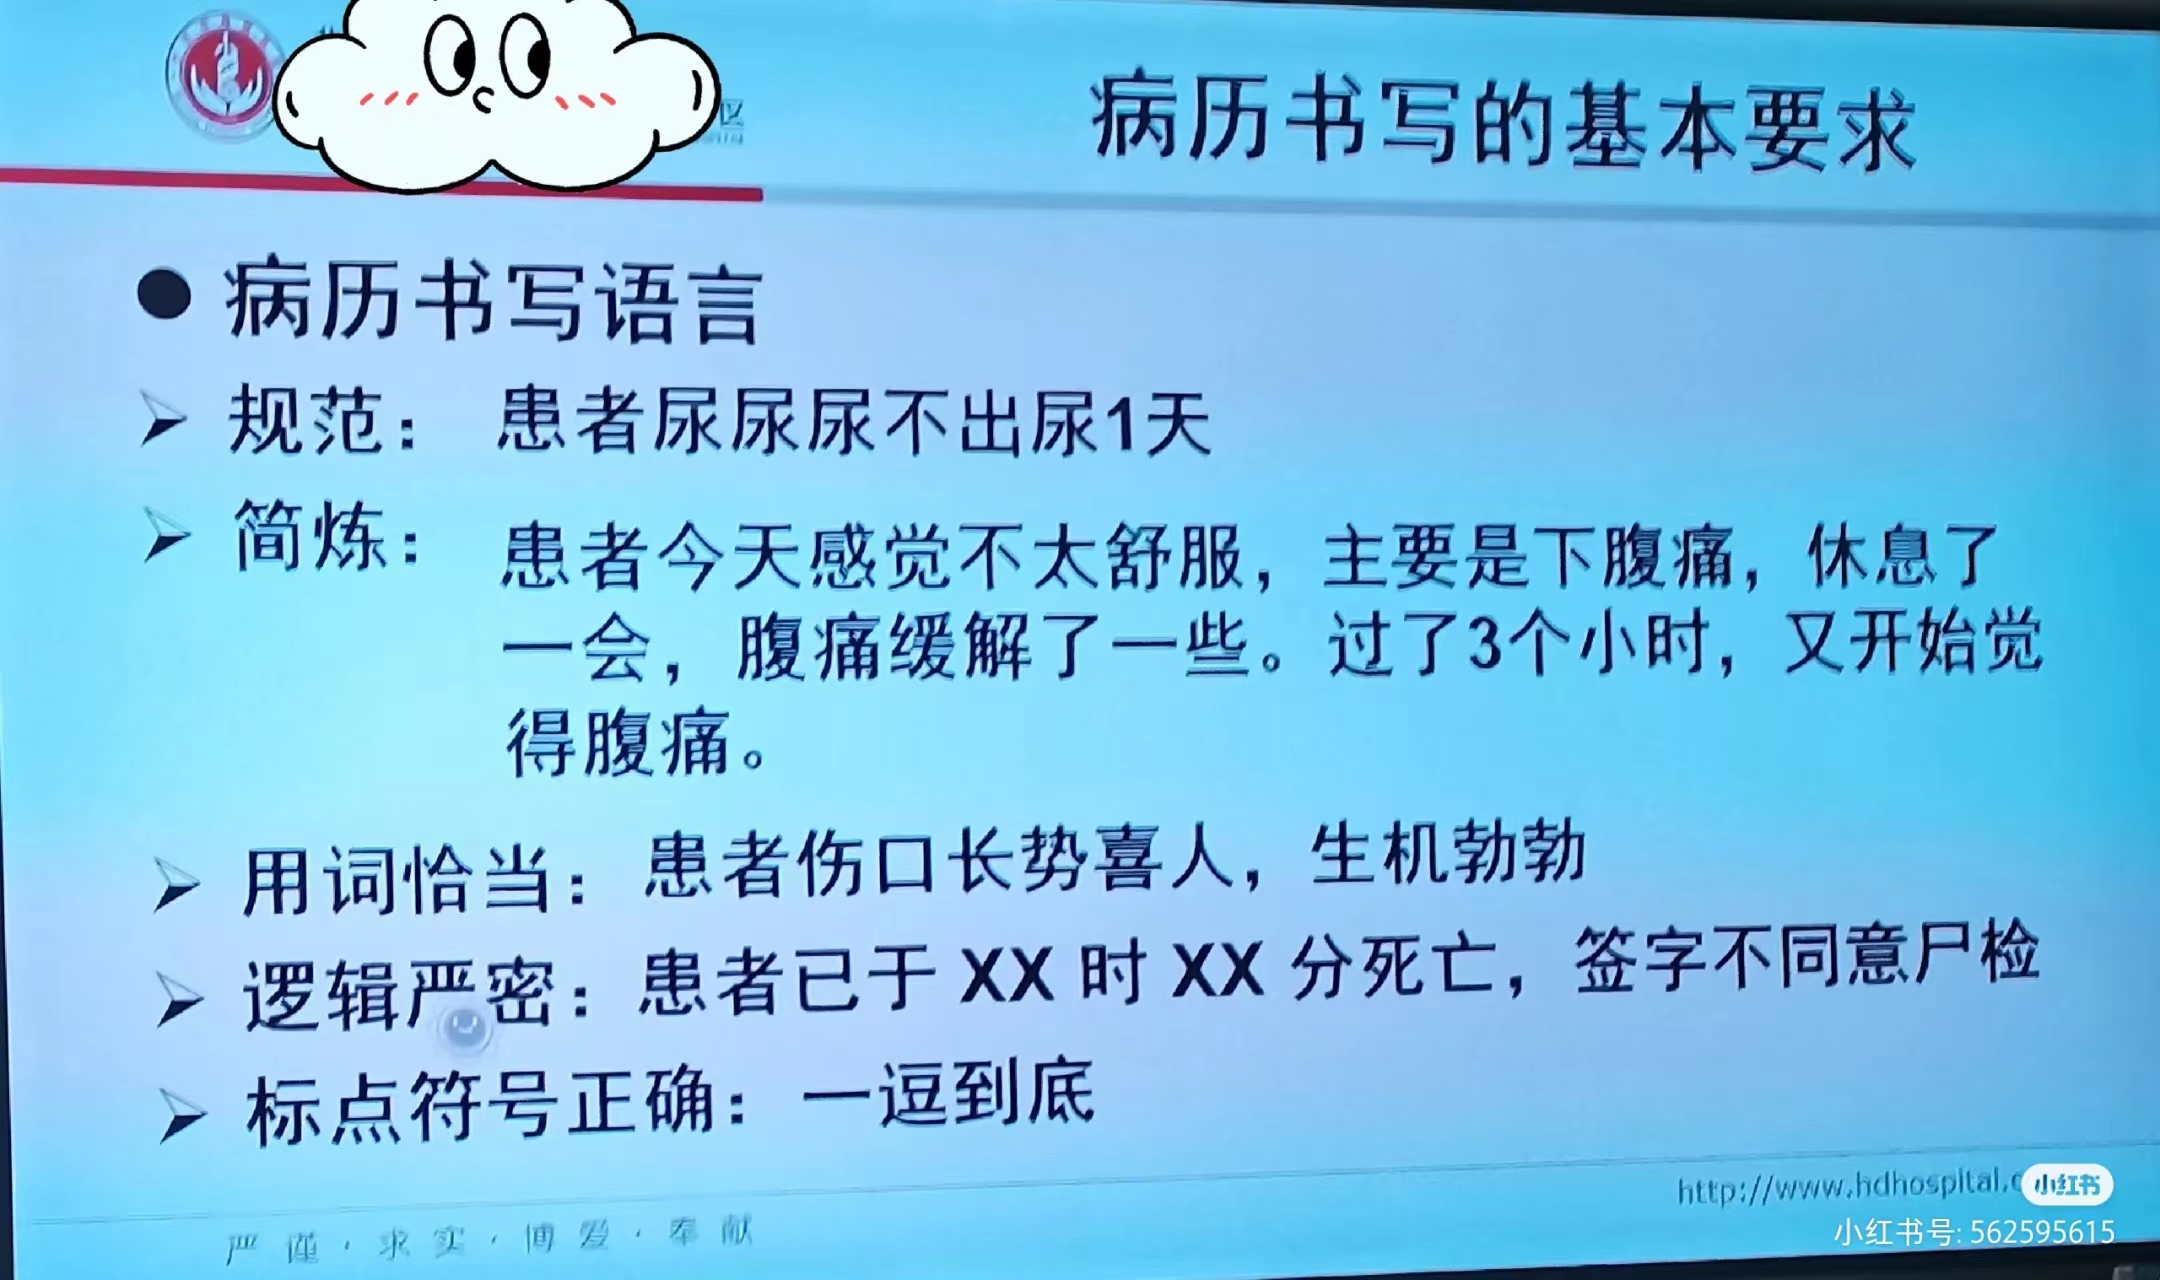 病历书写的基本要求
区
病历书写语言
规范：患者尿尿尿不出尿1天
简炼：患者今天感觉不太舒服，主要是下腹痛，休息了
一会，腹痛缓解了一些。过了3个小时，又开始觉
得腹痛。
用词恰当：患者伤口长势喜人，生机勃勃
逻辑严密：患者已于 XX 时 XX 分死亡，签字不同意尸检
标点符号正确：一逗到底
http://www.hdhospital.c
小红书
严谨·求实·博爱·奉献
小红书号: 562595615